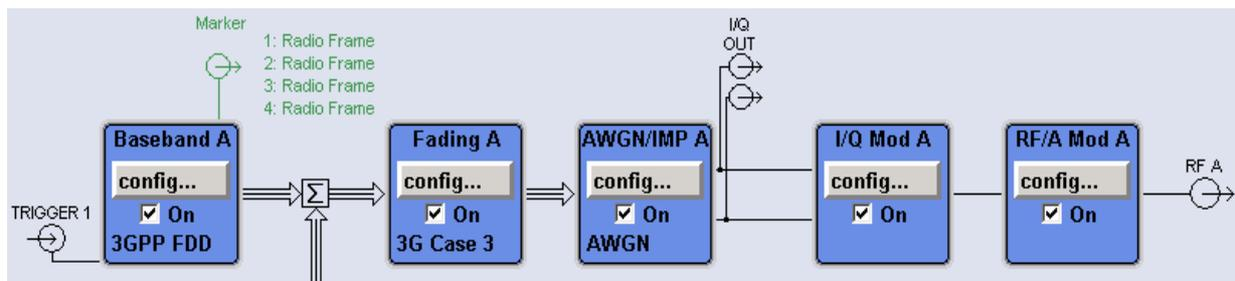 Marker
1: Radio Frame
2: Radio Frame
3: Radio Frame
4: Radio Frame
I/Q
OUT
TRIGGER 1
Baseband A
config...
On
3GPP FDD
Σ
Fading A
config...
On
3G Case 3
AWGN/IMP A
config...
On
AWGN
I/Q Mod A
config...
On
RF/A Mod A
config...
On
RF A